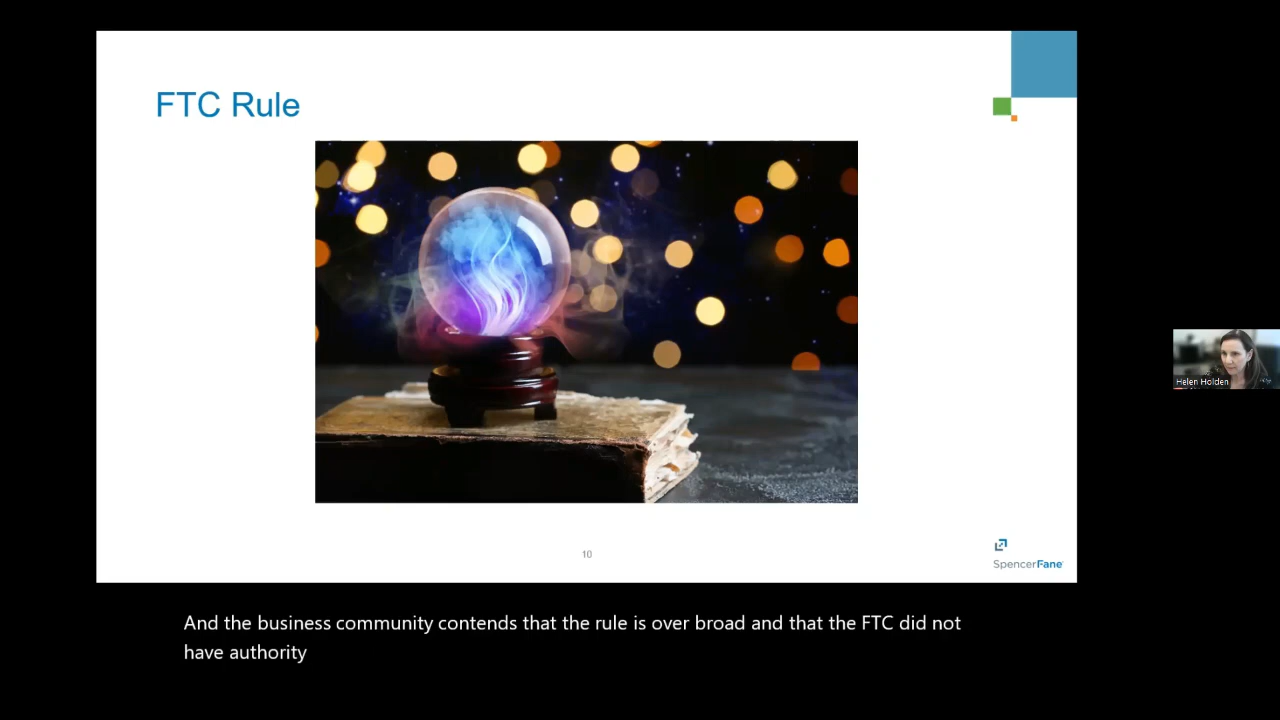 FTC Rule
Helen Holden
10
SpencerFane
And the business community contends that the rule is over broad and that the FTC did not
have authority